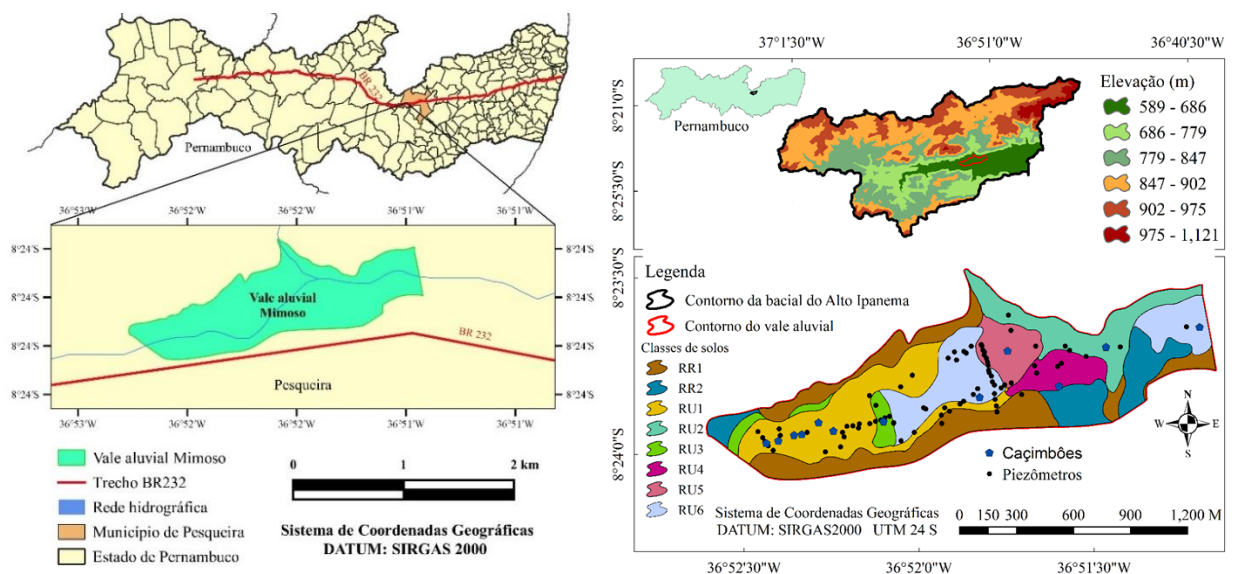 BR 232
Pernambuco
36°53'W
36°52'W
36°52'W
36°51'W
36°51'W
8°24'S
8°24'S
8°24'S
8°24'S
8°24'S
8°24'S
8°24'S
8°24'S
Vale aluvial
Mimoso
BR 232
Pesqueira
36°53'W
36°52'W
36°52'W
36°51'W
36°51'W
Vale aluvial Mimoso
Trecho BR232
Rede hidrográfica
Município de Pesqueira
Estado de Pernambuco
0 1 2 km
Sistema de Coordenadas Geográficas
DATUM: SIRGAS 2000
37°1'30"W
36°51'0"W
36°40'30"W
8°21'0"S
8°25'30"S
Pernambuco
Elevação (m)
589 - 686
686 - 779
779 - 847
847 - 902
902 - 975
975 - 1,121
8°23'30"S
8°24'0"S
Legenda
Contorno da bacial do Alto Ipanema
Contorno do vale aluvial
Classes de solos
RR1
RR2
RU1
RU2
RU3
RU4
RU5
RU6
N
W E
S
Caçimbões
Piezômetros
Sistema de Coordenadas Geográficas
DATUM: SIRGAS2000 UTM 24 S
0 150 300 600 900 1,200 M
36°52'30"W
36°52'0"W
36°51'30"W